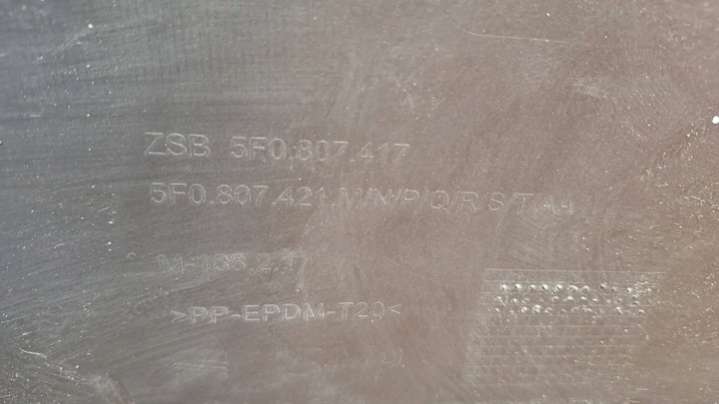 ZSB 5F0.807.417
5F0.807.421.M/N/P/Q/R S/T
>PP-EPDM-T20<